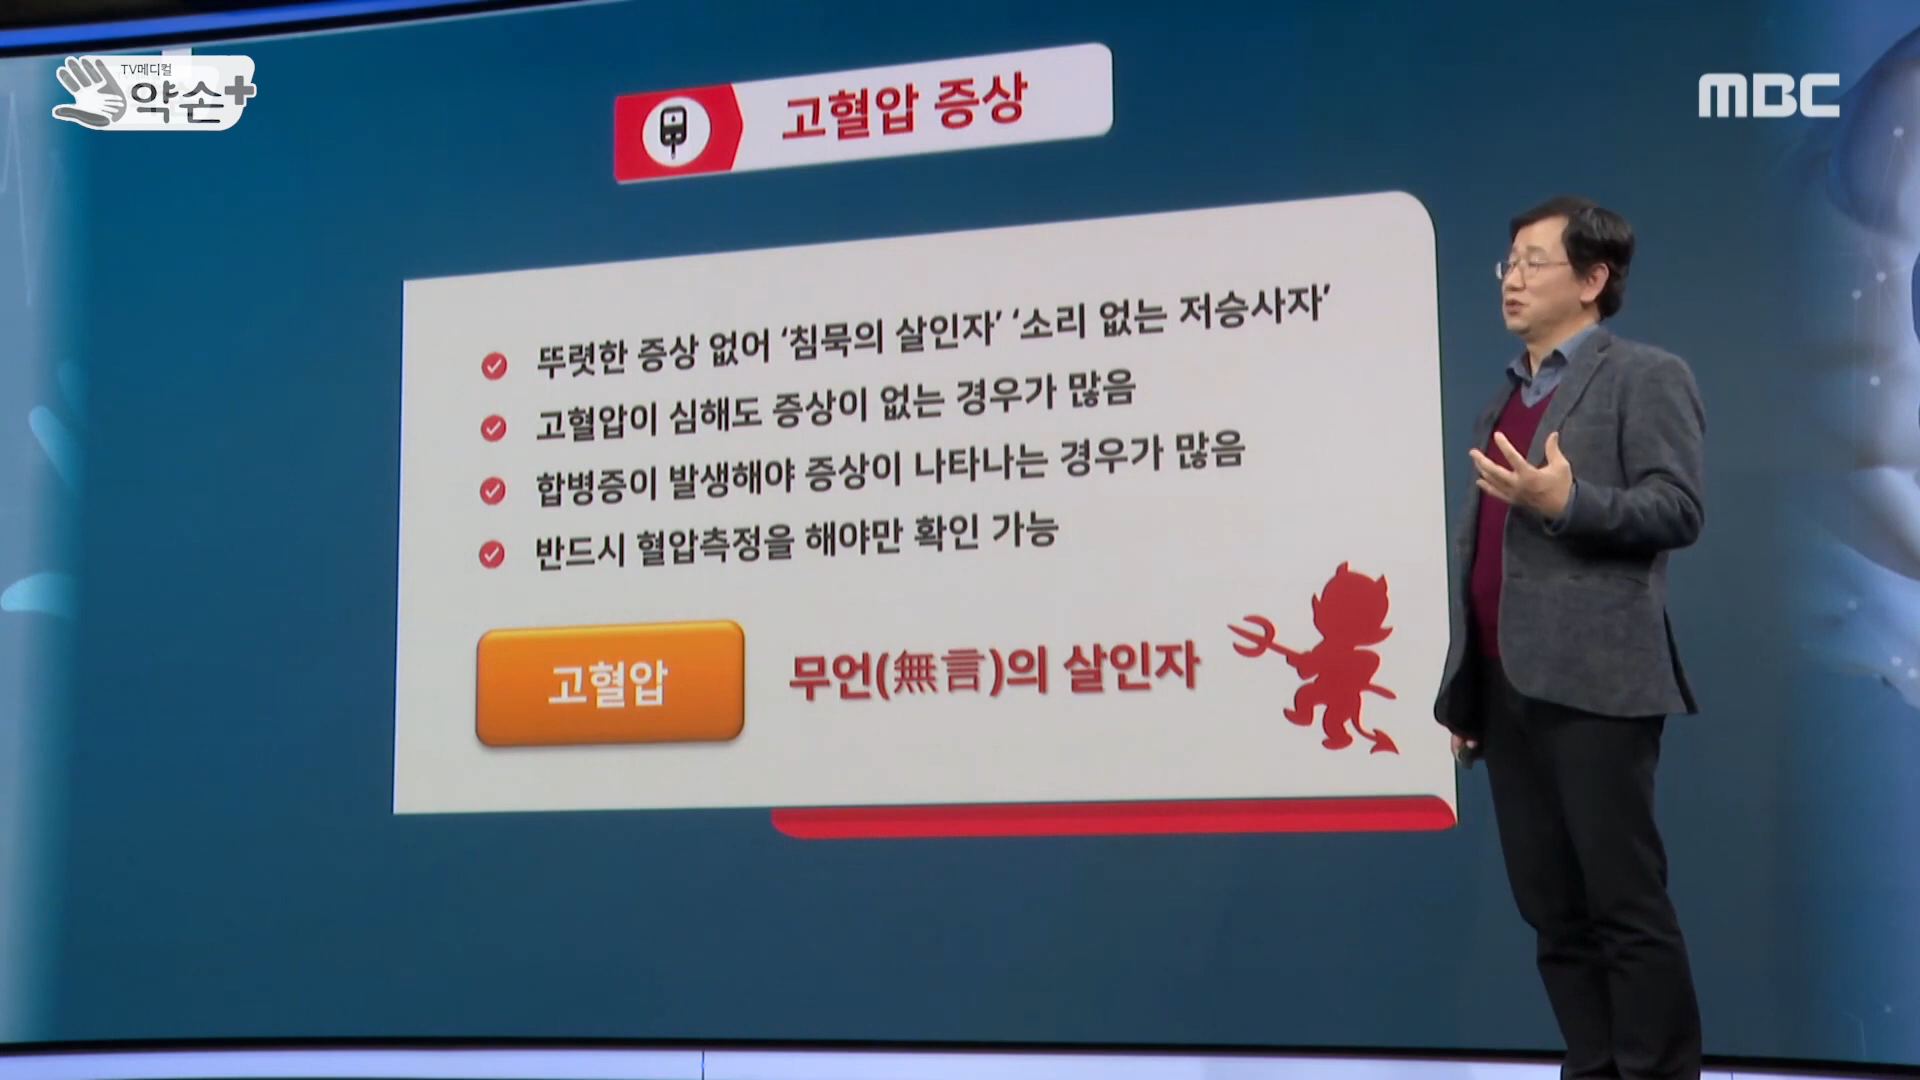 TV메디컬
약손+
MBC
고혈압 증상
뚜렷한 증상 없어 ‘침묵의 살인자’ ‘소리 없는 저승사자’
고혈압이 심해도 증상이 없는 경우가 많음
합병증이 발생해야 증상이 나타나는 경우가 많음
반드시 혈압측정을 해야만 확인 가능
고혈압
무언(無言)의 살인자